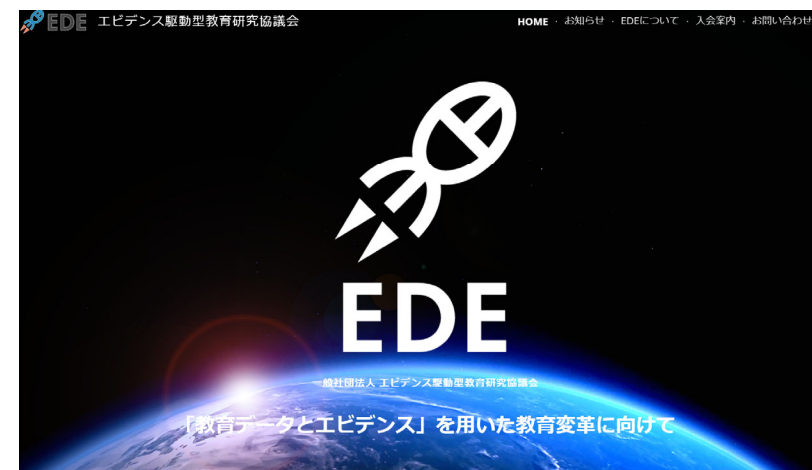 EDE エビデンス駆動型教育研究協議会
HOME · お知らせ · EDEについて · 入会案内 · お問い合わせ
EDE
一般社団法人 エビデンス駆動型教育研究協議会
「教育データとエビデンス」を用いた教育変革に向けて